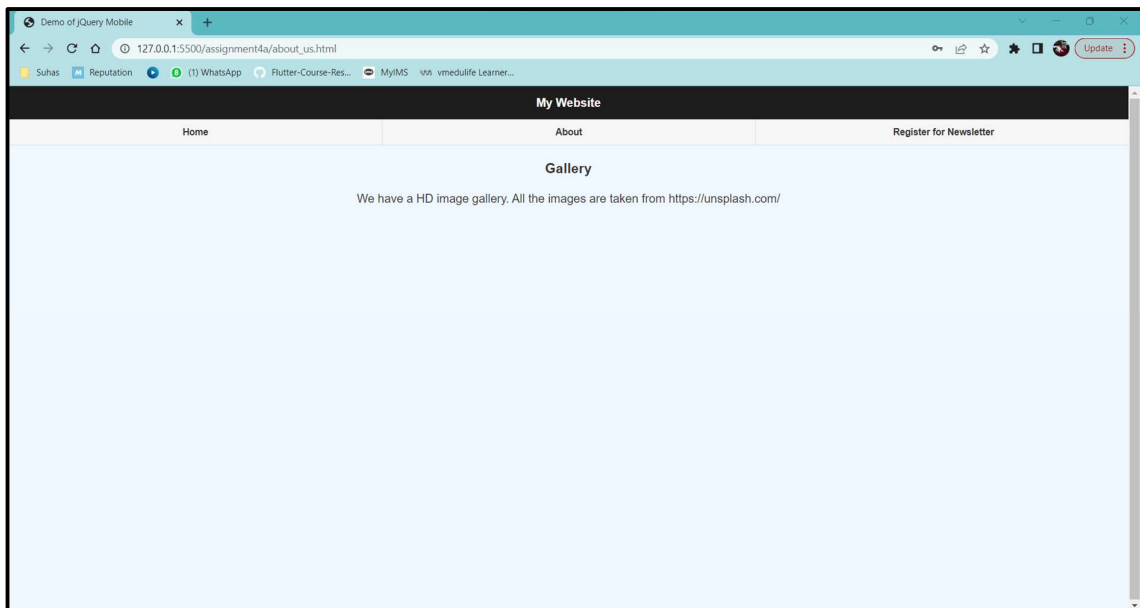 Demo of jQuery Mobile
127.0.0.1:5500/assignment4a/about_us.html
Update
Suhas M Reputation (1) WhatsApp Flutter-Course-Res... MyIMS vmedulife Learner...
My Website
Home About Register for Newsletter
Gallery
We have a HD image gallery. All the images are taken from https://unsplash.com/